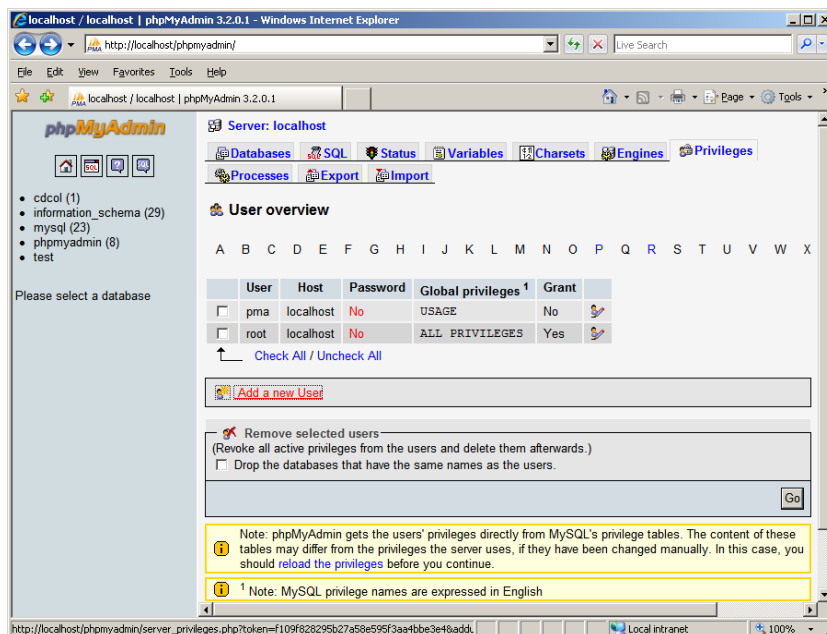 localhost / localhost | phpMyAdmin 3.2.0.1 - Windows Internet Explorer
http://localhost/phpmyadmin/
Live Search
File Edit View Favorites Tools Help
localhost / localhost | phpMyAdmin 3.2.0.1
Page Tools
phpMyAdmin
SQL
cdcol (1)
information_schema (29)
mysql (23)
phpmyadmin (8)
test
Please select a database
Server: localhost
Databases SQL Status Variables Charsets Engines Privileges
Processes Export Import
User overview
A B C D E F G H I J K L M N O P Q R S T U V W X
User Host Password Global privileges 1 Grant
pma localhost No USAGE No
root localhost No ALL PRIVILEGES Yes
Check All / Uncheck All
Add a new User
Remove selected users
(Revoke all active privileges from the users and delete them afterwards.)
Drop the databases that have the same names as the users.
Go
Note: phpMyAdmin gets the users' privileges directly from MySQL's privilege tables. The content of these
tables may differ from the privileges the server uses, if they have been changed manually. In this case, you
should reload the privileges before you continue.
1 Note: MySQL privilege names are expressed in English
http://localhost/phpmyadmin/server_privileges.php?token=f109f828295b27a58e595f3aa4bbe3e4&addu
Local intranet
100%